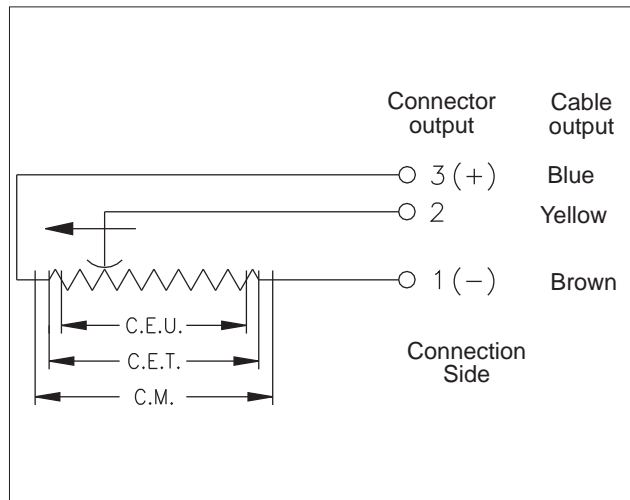 Connector
output
Cable
output
3 (+) Blue
2 Yellow
1 (-) Brown
C.E.U.
C.E.T.
C.M.
Connection
Side